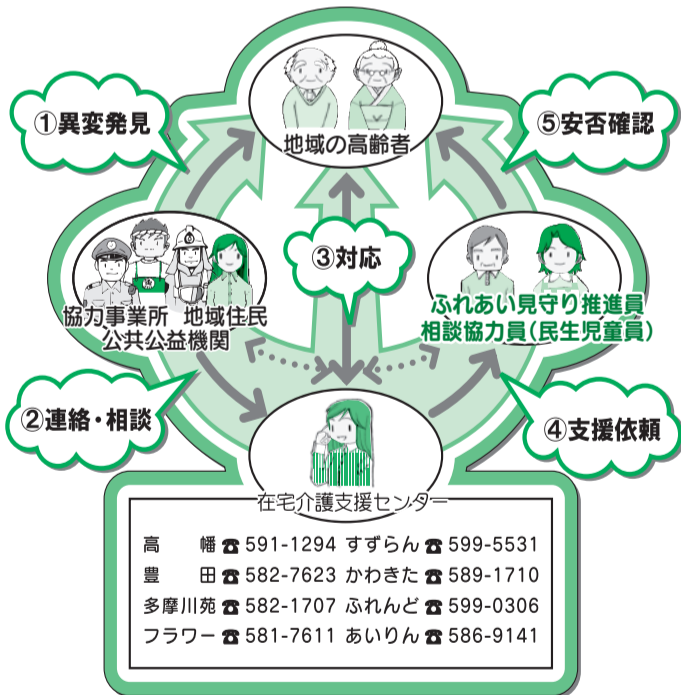 地域の高齢者
①異変発見
⑤安否確認
③対応
協力事業所 地域住民
公共公益機関
ふれあい見守り推進員
相談協力員(民生児童員)
②連絡・相談
④支援依頼
在宅介護支援センター
高 幡 ☎ 591-1294 すずらん ☎ 599-5531
豊 田 ☎ 582-7623 かわきた ☎ 589-1710
多摩川苑 ☎ 582-1707 ふれんど ☎ 599-0306
フラワー ☎ 581-7611 あいりん ☎ 586-9141